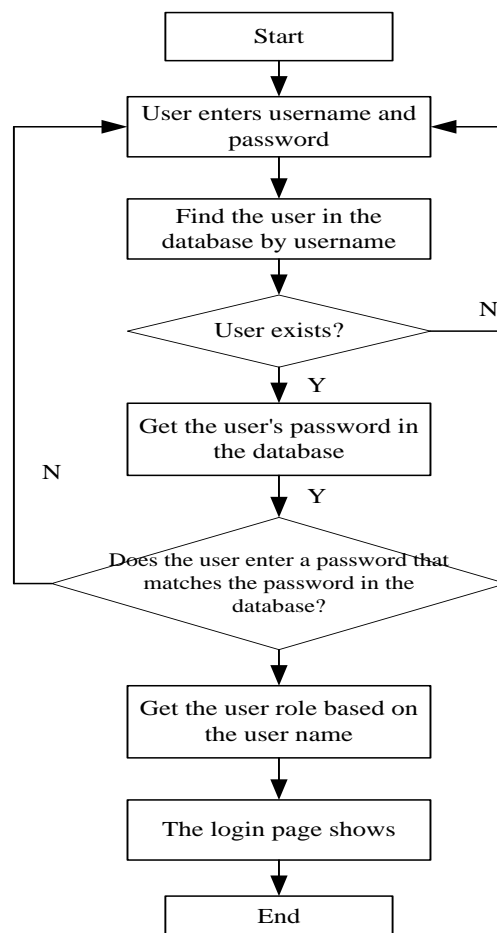 Start
User enters username and
password
Find the user in the
database by username
User exists?
N
Y
Get the user's password in
the database
N
Y
Does the user enter a password that
matches the password in the
database?
Get the user role based on
the user name
The login page shows
End